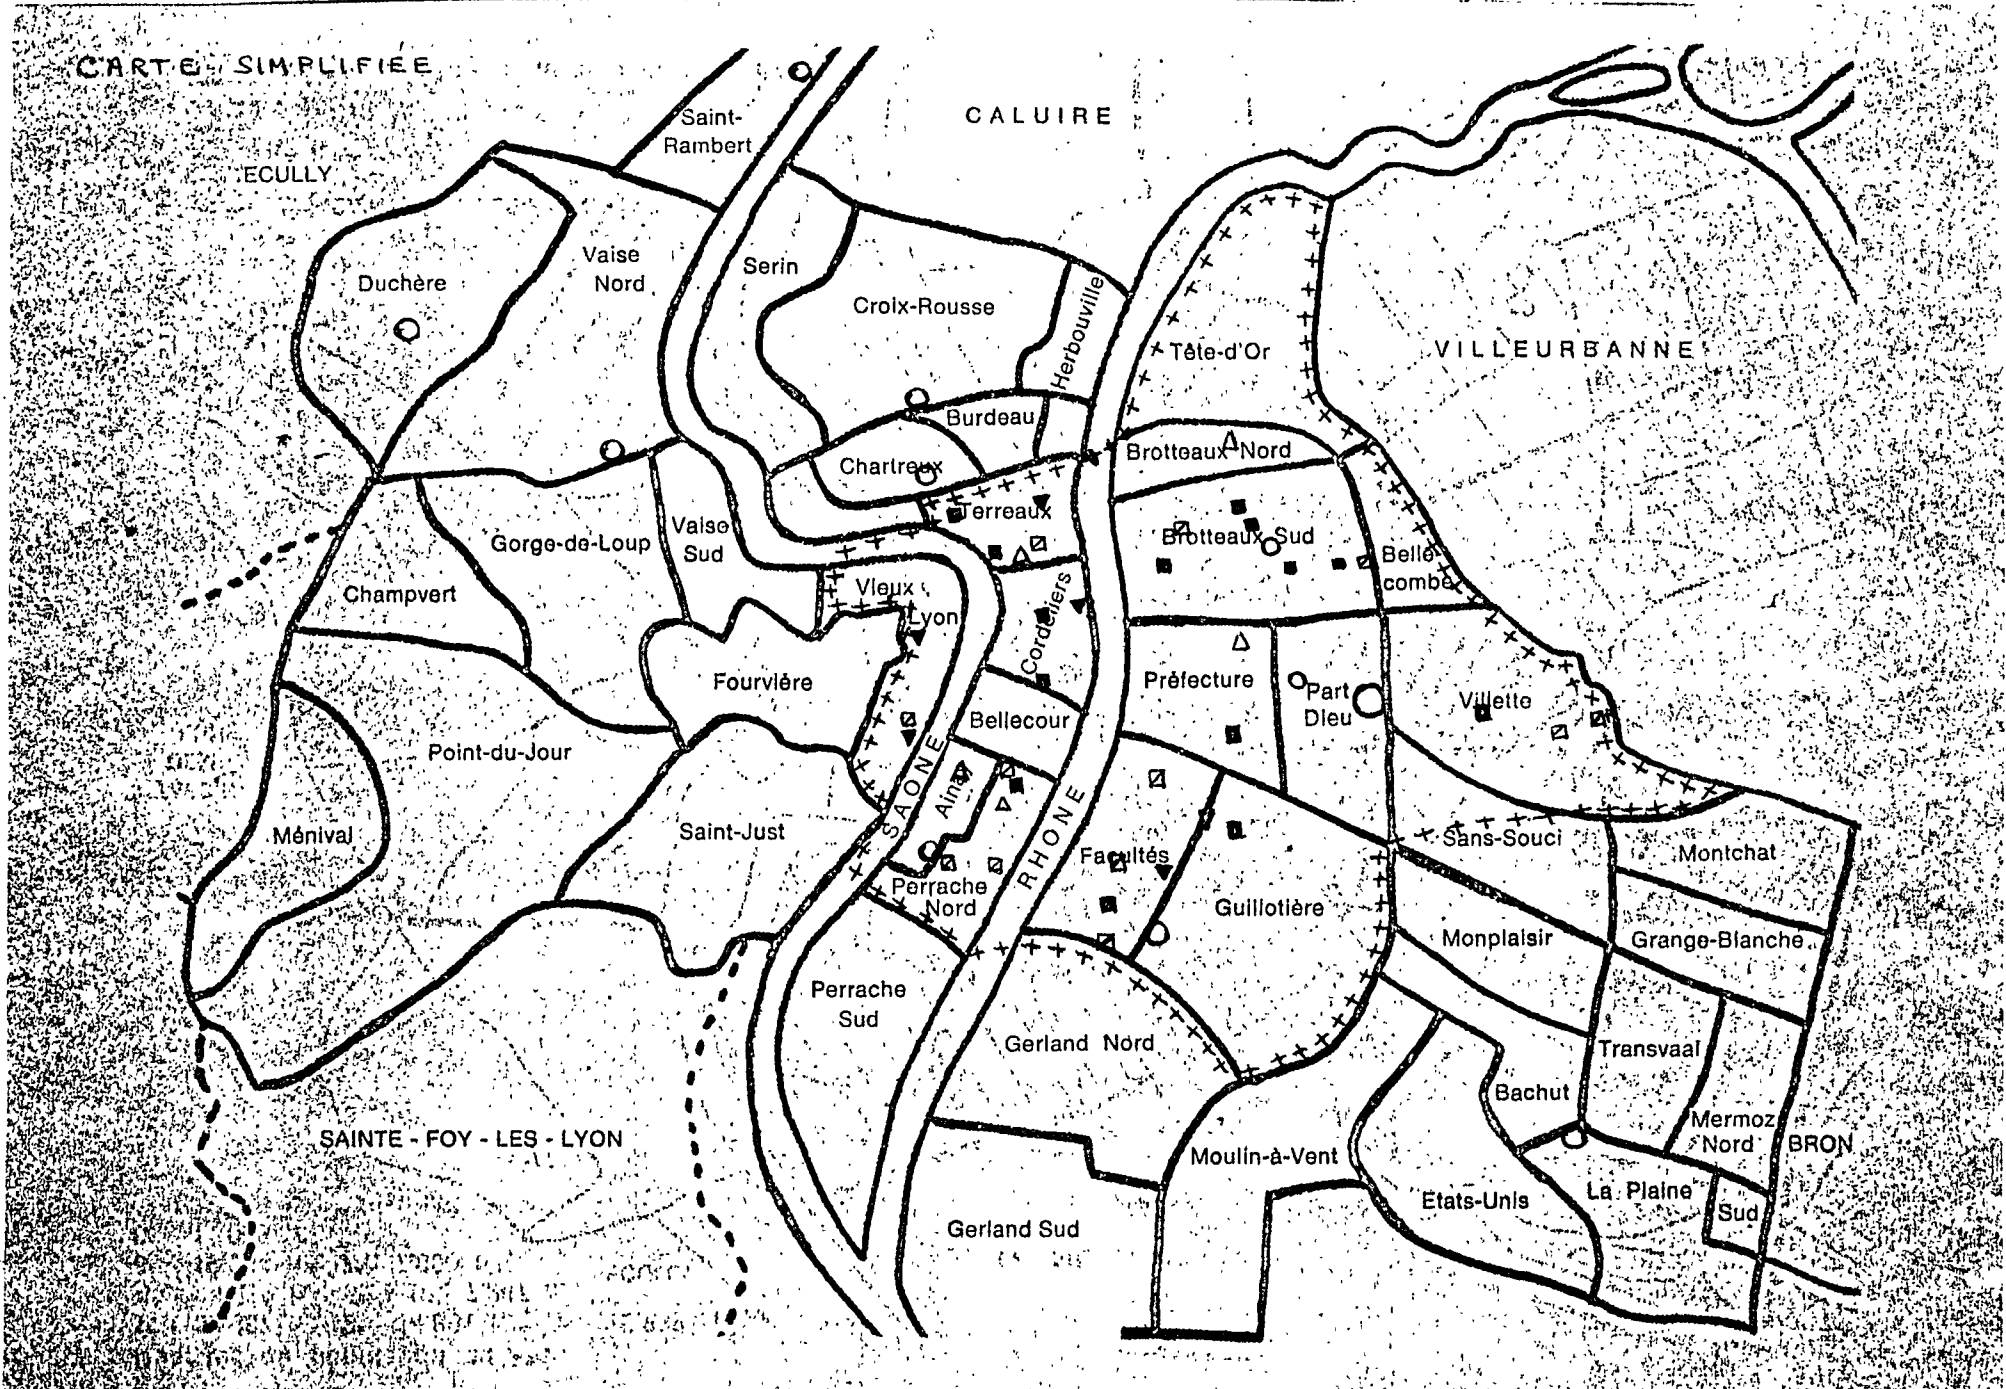 CARTE SIMPLIFIEE
CALUIRE
Saint-
Rambert
ECULLY
Vaise
Nord
Serin
Duchère
Croix-Rousse
Herbouville
Tête-d'Or
VILLEURBANNE
Burdeau
Brotteaux Nord
Chartreux
Terreaux
Vaise
Sud
Gorge-de-Loup
Brotteaux Sud
Belle
combe
Champvert
Vieux
Lyon
Cordeliers
Fourvière
Préfecture
Part
Dieu
Villette
Bellecour
Point-du-Jour
SAONE
Ainay
RHONE
Ménival
Saint-Just
Facultés
Sans-Souci
Montchat
Perrache
Nord
Guillotière
Monplaisir
Grange-Blanche
Perrache
Sud
Gerland Nord
Transvaal
Bachut
Mermoz
Nord
BRON
SAINTE - FOY - LES - LYON
Moulin-à-Vent
Etats-Unis
La Plaine
Sud
Gerland Sud